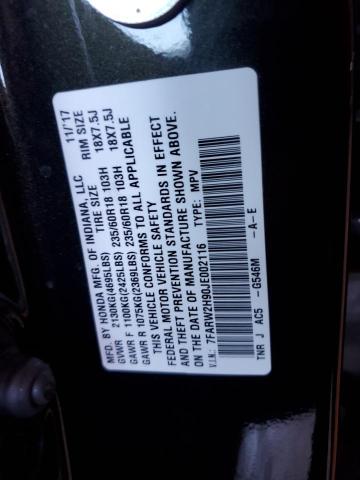 MFD. BY HONDA MFG. OF INDIANA, LLC 11/'17
TIRE SIZE RIM SIZE
GVWR 2130KG(4695LBS)
GAWR F 1100KG(2425LBS) 235/60R18 103H 18X7.5J
GAWR R 1075KG(2369LBS) 235/60R18 103H 18X7.5J
THIS VEHICLE CONFORMS TO ALL APPLICABLE
FEDERAL MOTOR VEHICLE SAFETY
AND THEFT PREVENTION STANDARDS IN EFFECT
ON THE DATE OF MANUFACTURE SHOWN ABOVE.
V.I.N.: 7FARW2H90JE002116 TYPE: MPV
TNR J AC5 -G546M -A-E